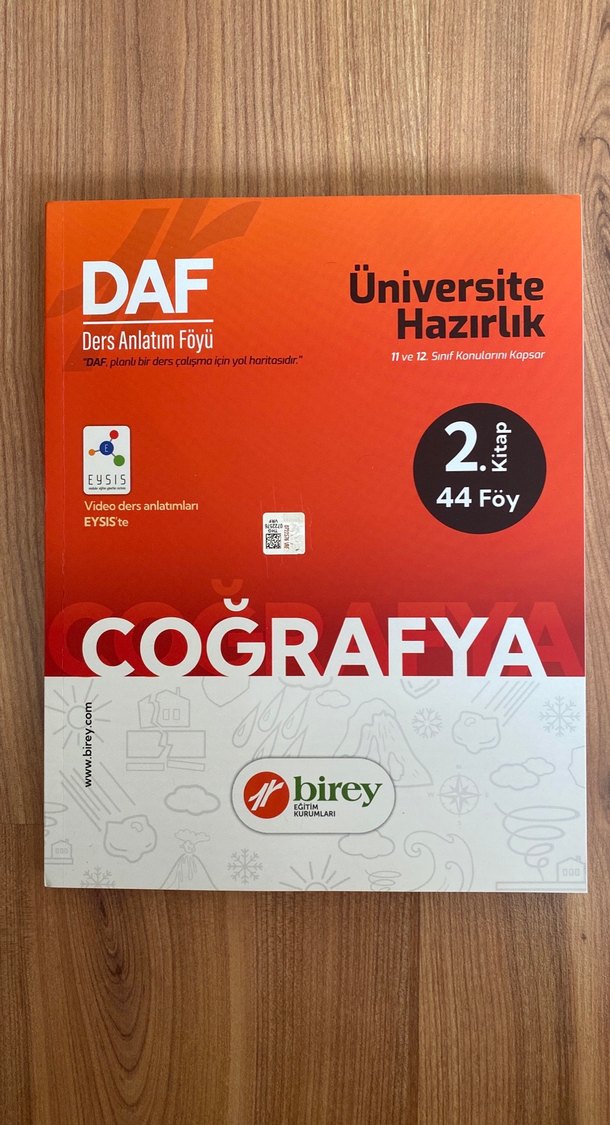 DAF
Ders Anlatım Föyü
"DAF, planlı bir ders çalışma için yol haritasıdır."
Üniversite
Hazırlık
11 ve 12. Sınıf Konularını Kapsar
2. Kitap
44 Föy
EYSIS
Video ders anlatımları
EYSIS'te
COĞRAFYA
www.birey.com
birey
EĞİTİM
KURUMLARI